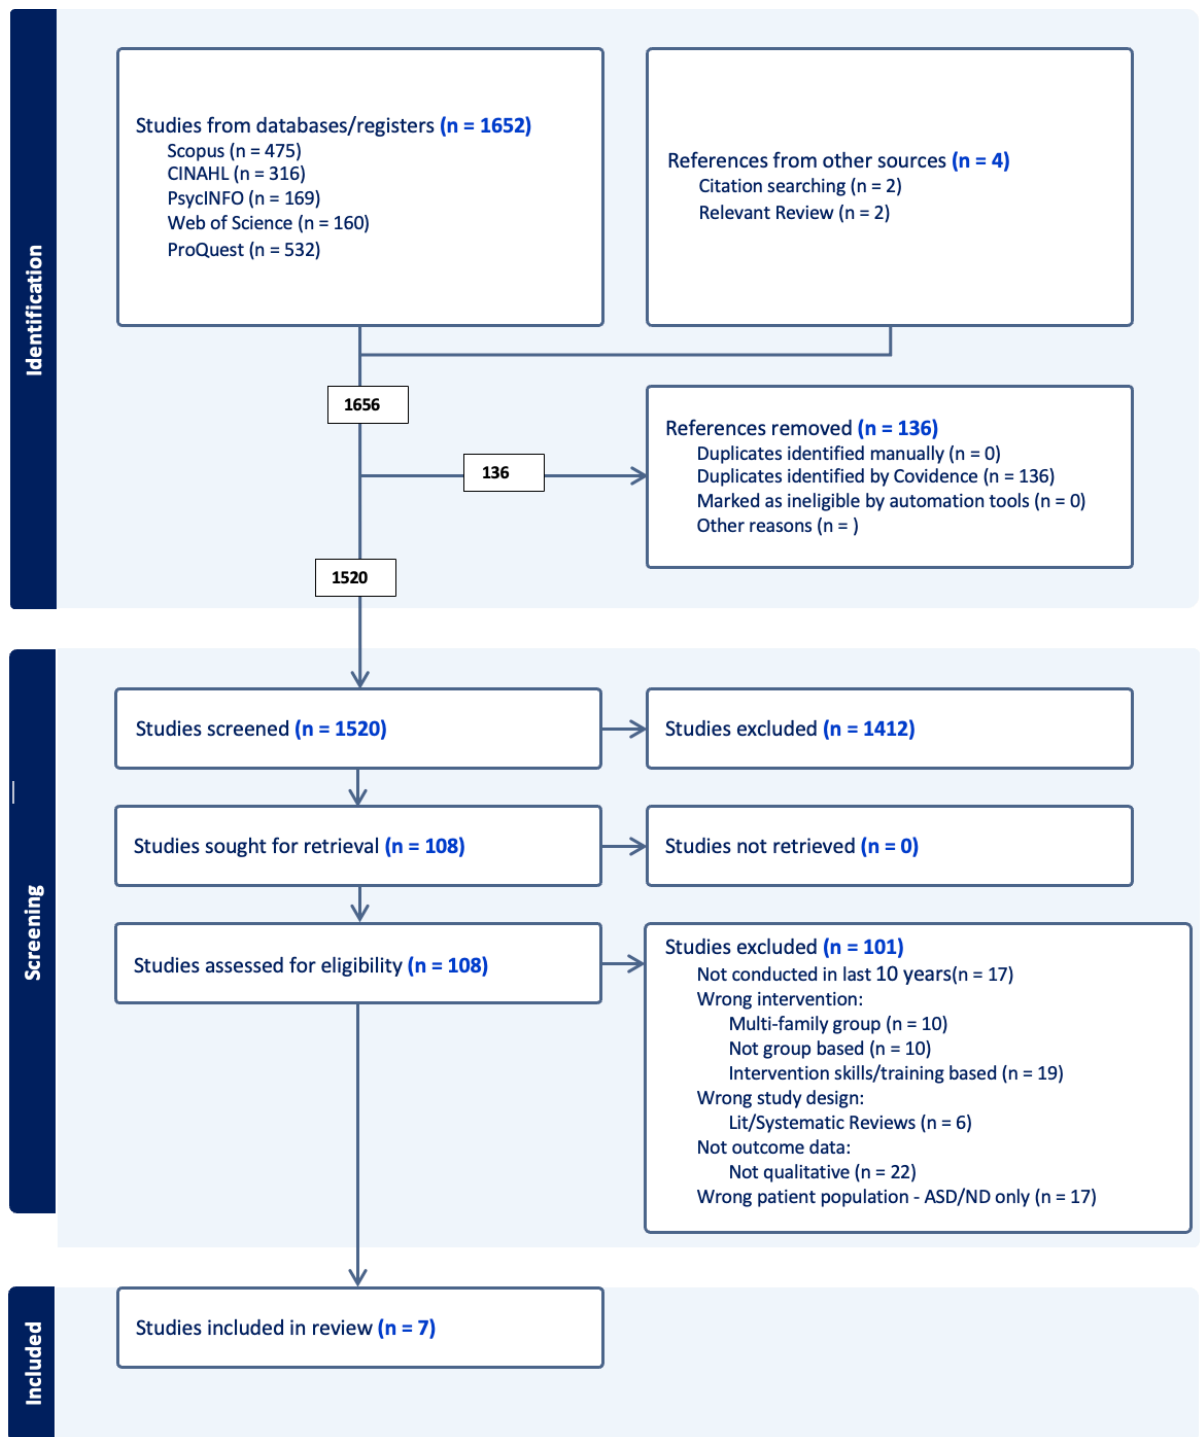 Identification
Studies from databases/registers (n = 1652)
Scopus (n = 475)
CINAHL (n = 316)
PsycINFO (n = 169)
Web of Science (n = 160)
ProQuest (n = 532)
References from other sources (n = 4)
Citation searching (n = 2)
Relevant Review (n = 2)
1656
References removed (n = 136)
Duplicates identified manually (n = 0)
Duplicates identified by Covidence (n = 136)
Marked as ineligible by automation tools (n = 0)
Other reasons (n = )
136
1520
Screening
Studies screened (n = 1520)
Studies excluded (n = 1412)
Studies sought for retrieval (n = 108)
Studies not retrieved (n = 0)
Studies assessed for eligibility (n = 108)
Studies excluded (n = 101)
Not conducted in last 10 years(n = 17)
Wrong intervention:
Multi-family group (n = 10)
Not group based (n = 10)
Intervention skills/training based (n = 19)
Wrong study design:
Lit/Systematic Reviews (n = 6)
Not outcome data:
Not qualitative (n = 22)
Wrong patient population - ASD/ND only (n = 17)
Included
Studies included in review (n = 7)